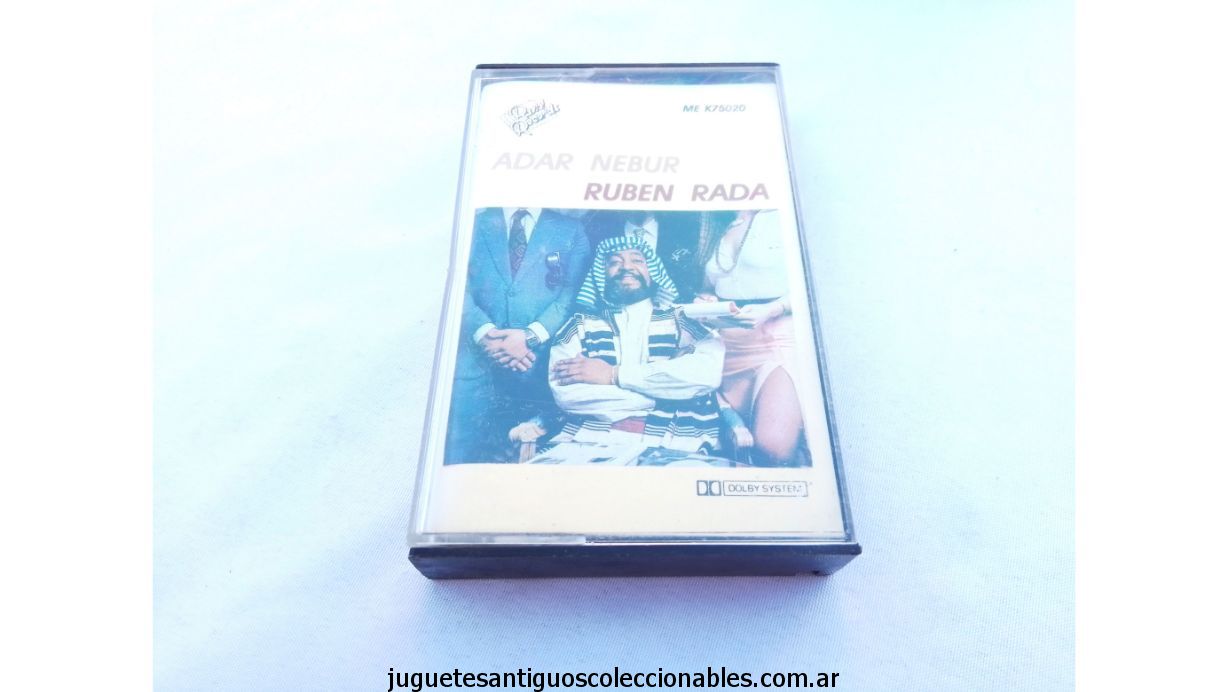 ME K75020
ADAR NEBUR
RUBEN RADA
DOLBY SYSTEM
juguetesantiguoscoleccionables.com.ar